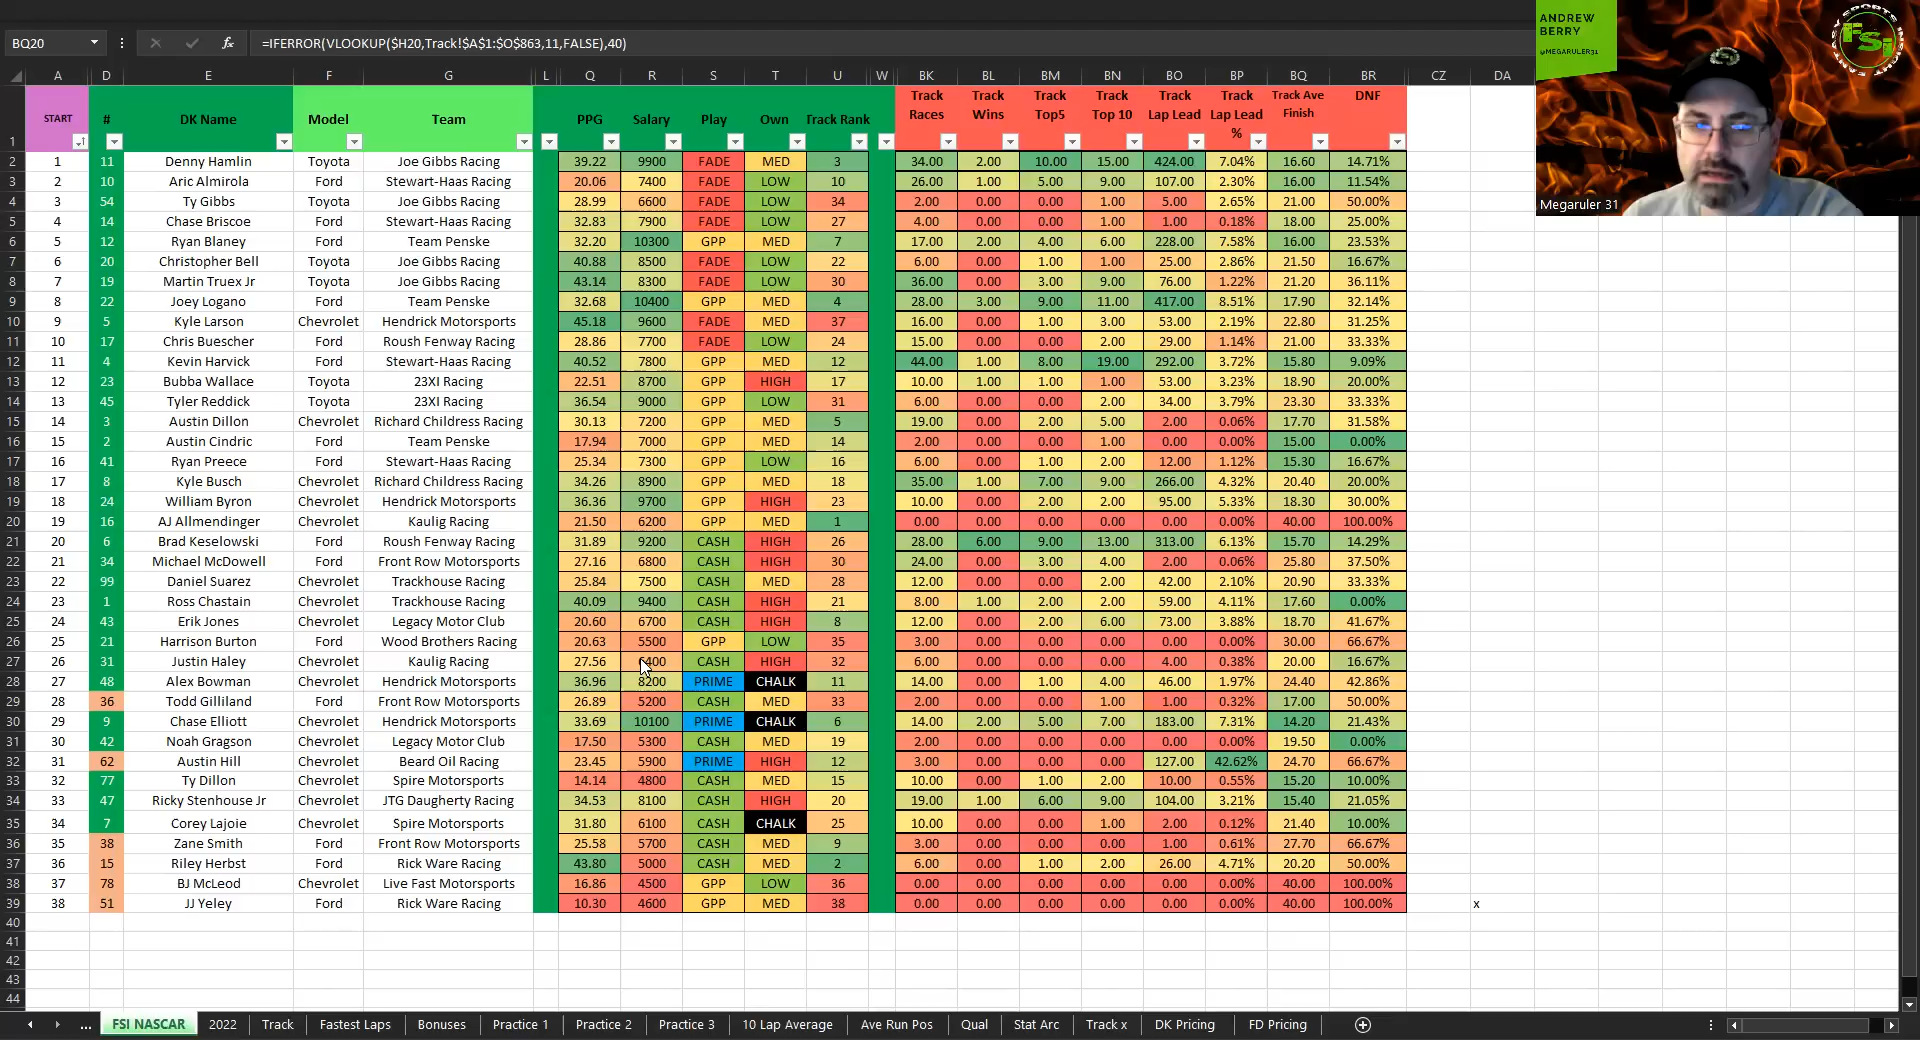 BQ20 fx =IFERROR(VLOOKUP($H20,Track!$A$1:$O$863,11,FALSE),40)
ANDREW
BERRY
@MEGARULER31
FANTASY SPORTS INSIGHT
FSi
Megaruler 31
A D E F G L Q R S T U W BK BL BM BN BO BP BQ BR CZ DA
1 START # DK Name Model Team PPG Salary Play Own Track Rank Track Races Track Wins Track Top5 Track Top 10 Track Lap Lead Track Lap Lead % Track Ave Finish DNF
2 1 11 Denny Hamlin Toyota Joe Gibbs Racing 39.22 9900 FADE MED 3 34.00 2.00 10.00 15.00 424.00 7.04% 16.60 14.71%
3 2 10 Aric Almirola Ford Stewart-Haas Racing 20.06 7400 FADE LOW 10 26.00 1.00 5.00 9.00 107.00 2.30% 16.00 11.54%
4 3 54 Ty Gibbs Toyota Joe Gibbs Racing 28.99 6600 FADE LOW 34 2.00 0.00 0.00 1.00 5.00 2.65% 21.00 50.00%
5 4 14 Chase Briscoe Ford Stewart-Haas Racing 32.83 7900 FADE LOW 27 4.00 0.00 0.00 1.00 1.00 0.18% 18.00 25.00%
6 5 12 Ryan Blaney Ford Team Penske 32.20 10300 GPP MED 7 17.00 2.00 4.00 6.00 228.00 7.58% 16.00 23.53%
7 6 20 Christopher Bell Toyota Joe Gibbs Racing 40.88 8500 FADE LOW 22 6.00 0.00 1.00 1.00 25.00 2.86% 21.50 16.67%
8 7 19 Martin Truex Jr Toyota Joe Gibbs Racing 43.14 8300 FADE LOW 30 36.00 0.00 3.00 9.00 76.00 1.22% 21.20 36.11%
9 8 22 Joey Logano Ford Team Penske 32.68 10400 GPP MED 4 28.00 3.00 9.00 11.00 417.00 8.51% 17.90 32.14%
10 9 5 Kyle Larson Chevrolet Hendrick Motorsports 45.18 9600 FADE MED 37 16.00 0.00 1.00 3.00 53.00 2.19% 22.80 31.25%
11 10 17 Chris Buescher Ford Roush Fenway Racing 28.86 7700 FADE LOW 24 15.00 0.00 0.00 2.00 29.00 1.14% 21.00 33.33%
12 11 4 Kevin Harvick Ford Stewart-Haas Racing 40.52 7800 GPP MED 12 44.00 1.00 8.00 19.00 292.00 3.72% 15.80 9.09%
13 12 23 Bubba Wallace Toyota 23XI Racing 22.51 8700 GPP HIGH 17 10.00 1.00 1.00 1.00 53.00 3.23% 18.90 20.00%
14 13 45 Tyler Reddick Toyota 23XI Racing 36.54 9000 GPP LOW 31 6.00 0.00 0.00 2.00 34.00 3.79% 23.30 33.33%
15 14 3 Austin Dillon Chevrolet Richard Childress Racing 30.13 7200 GPP MED 5 19.00 0.00 2.00 5.00 2.00 0.06% 17.70 31.58%
16 15 2 Austin Cindric Ford Team Penske 17.94 7000 GPP MED 14 2.00 0.00 0.00 1.00 0.00 0.00% 15.00 0.00%
17 16 41 Ryan Preece Ford Stewart-Haas Racing 25.34 7300 GPP LOW 16 6.00 0.00 1.00 2.00 12.00 1.12% 15.30 16.67%
18 17 8 Kyle Busch Chevrolet Richard Childress Racing 34.26 8900 GPP MED 18 35.00 1.00 7.00 9.00 266.00 4.32% 20.40 20.00%
19 18 24 William Byron Chevrolet Hendrick Motorsports 36.36 9700 GPP HIGH 23 10.00 0.00 2.00 2.00 95.00 5.33% 18.30 30.00%
20 19 16 AJ Allmendinger Chevrolet Kaulig Racing 21.50 6200 GPP MED 1 0.00 0.00 0.00 0.00 0.00 0.00% 40.00 100.00%
21 20 6 Brad Keselowski Ford Roush Fenway Racing 31.89 9200 CASH HIGH 26 28.00 6.00 9.00 13.00 313.00 6.13% 15.70 14.29%
22 21 34 Michael McDowell Ford Front Row Motorsports 27.16 6800 CASH HIGH 30 24.00 0.00 3.00 4.00 2.00 0.06% 25.80 37.50%
23 22 99 Daniel Suarez Chevrolet Trackhouse Racing 25.84 7500 CASH MED 28 12.00 0.00 0.00 2.00 42.00 2.10% 20.90 33.33%
24 23 1 Ross Chastain Chevrolet Trackhouse Racing 40.09 9400 CASH HIGH 21 8.00 1.00 2.00 2.00 59.00 4.11% 17.60 0.00%
25 24 43 Erik Jones Chevrolet Legacy Motor Club 20.60 6700 CASH HIGH 8 12.00 0.00 2.00 6.00 73.00 3.88% 18.70 41.67%
26 25 21 Harrison Burton Ford Wood Brothers Racing 20.63 5500 GPP LOW 35 3.00 0.00 0.00 0.00 0.00 0.00% 30.00 66.67%
27 26 31 Justin Haley Chevrolet Kaulig Racing 27.56 400 CASH HIGH 32 6.00 0.00 0.00 0.00 4.00 0.38% 20.00 16.67%
28 27 48 Alex Bowman Chevrolet Hendrick Motorsports 36.96 8200 PRIME CHALK 11 14.00 0.00 1.00 4.00 46.00 1.97% 24.40 42.86%
29 28 36 Todd Gilliland Ford Front Row Motorsports 26.89 5200 CASH MED 33 2.00 0.00 0.00 0.00 1.00 0.32% 17.00 50.00%
30 29 9 Chase Elliott Chevrolet Hendrick Motorsports 33.69 10100 PRIME CHALK 6 14.00 2.00 5.00 7.00 183.00 7.31% 14.20 21.43%
31 30 42 Noah Gragson Chevrolet Legacy Motor Club 17.50 5300 CASH MED 19 2.00 0.00 0.00 0.00 0.00 0.00% 19.50 0.00%
32 31 62 Austin Hill Chevrolet Beard Oil Racing 23.45 5900 PRIME HIGH 12 3.00 0.00 0.00 0.00 127.00 42.62% 24.70 66.67%
33 32 77 Ty Dillon Chevrolet Spire Motorsports 14.14 4800 CASH MED 15 10.00 0.00 1.00 2.00 10.00 0.55% 15.20 10.00%
34 33 47 Ricky Stenhouse Jr Chevrolet JTG Daugherty Racing 34.53 8100 CASH HIGH 20 19.00 1.00 6.00 9.00 104.00 3.21% 15.40 21.05%
35 34 7 Corey Lajoie Chevrolet Spire Motorsports 31.80 6100 CASH CHALK 25 10.00 0.00 0.00 1.00 2.00 0.12% 21.40 10.00%
36 35 38 Zane Smith Ford Front Row Motorsports 25.58 5700 CASH MED 9 3.00 0.00 0.00 0.00 1.00 0.61% 27.70 66.67%
37 36 15 Riley Herbst Ford Rick Ware Racing 43.80 5000 CASH MED 2 6.00 0.00 1.00 2.00 26.00 4.71% 20.20 50.00%
38 37 78 BJ McLeod Chevrolet Live Fast Motorsports 16.86 4500 GPP LOW 36 0.00 0.00 0.00 0.00 0.00 0.00% 40.00 100.00%
39 38 51 JJ Yeley Ford Rick Ware Racing 10.30 4600 GPP MED 38 0.00 0.00 0.00 0.00 0.00 0.00% 40.00 100.00% x
40
41
42
43
44
... FSI NASCAR 2022 Track Fastest Laps Bonuses Practice 1 Practice 2 Practice 3 10 Lap Average Ave Run Pos Qual Stat Arc Track x DK Pricing FD Pricing